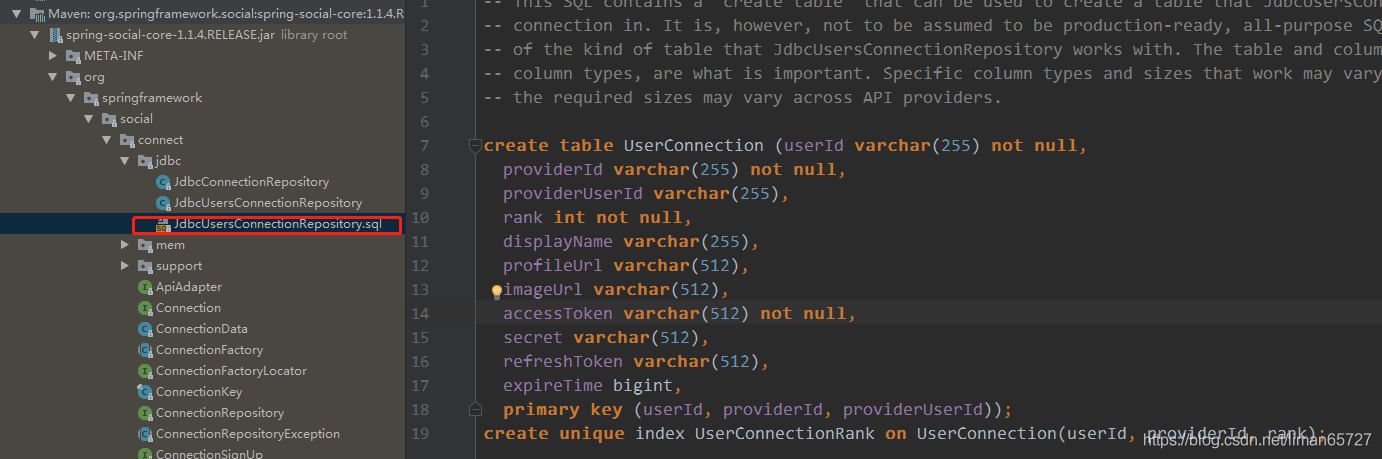 Maven: org.springframework.social:spring-social-core:1.1.4.R
spring-social-core-1.1.4.RELEASE.jar library root
META-INF
org
springframework
social
connect
jdbc
JdbcConnectionRepository
JdbcUsersConnectionRepository
JdbcUsersConnectionRepository.sql
mem
support
ApiAdapter
Connection
ConnectionData
ConnectionFactory
ConnectionFactoryLocator
ConnectionKey
ConnectionRepository
ConnectionRepositoryException
ConnectionSignUp
1 -- This SQL contains a "create table" that can be used to create a table that JdbcUsersCon
2 -- connection in. It is, however, not to be assumed to be production-ready, all-purpose SQ
3 -- of the kind of table that JdbcUsersConnectionRepository works with. The table and colum
4 -- column types, are what is important. Specific column types and sizes that work may vary
5 -- the required sizes may vary across API providers.
6
7 create table UserConnection (userId varchar(255) not null,
8 providerId varchar(255) not null,
9 providerUserId varchar(255),
10 rank int not null,
11 displayName varchar(255),
12 profileUrl varchar(512),
13 imageUrl varchar(512),
14 accessToken varchar(512) not null,
15 secret varchar(512),
16 refreshToken varchar(512),
17 expireTime bigint,
18 primary key (userId, providerId, providerUserId));
19 create unique index UserConnectionRank on UserConnection(userId, providerId, rank);
https://blog.csdn.net/liman65727